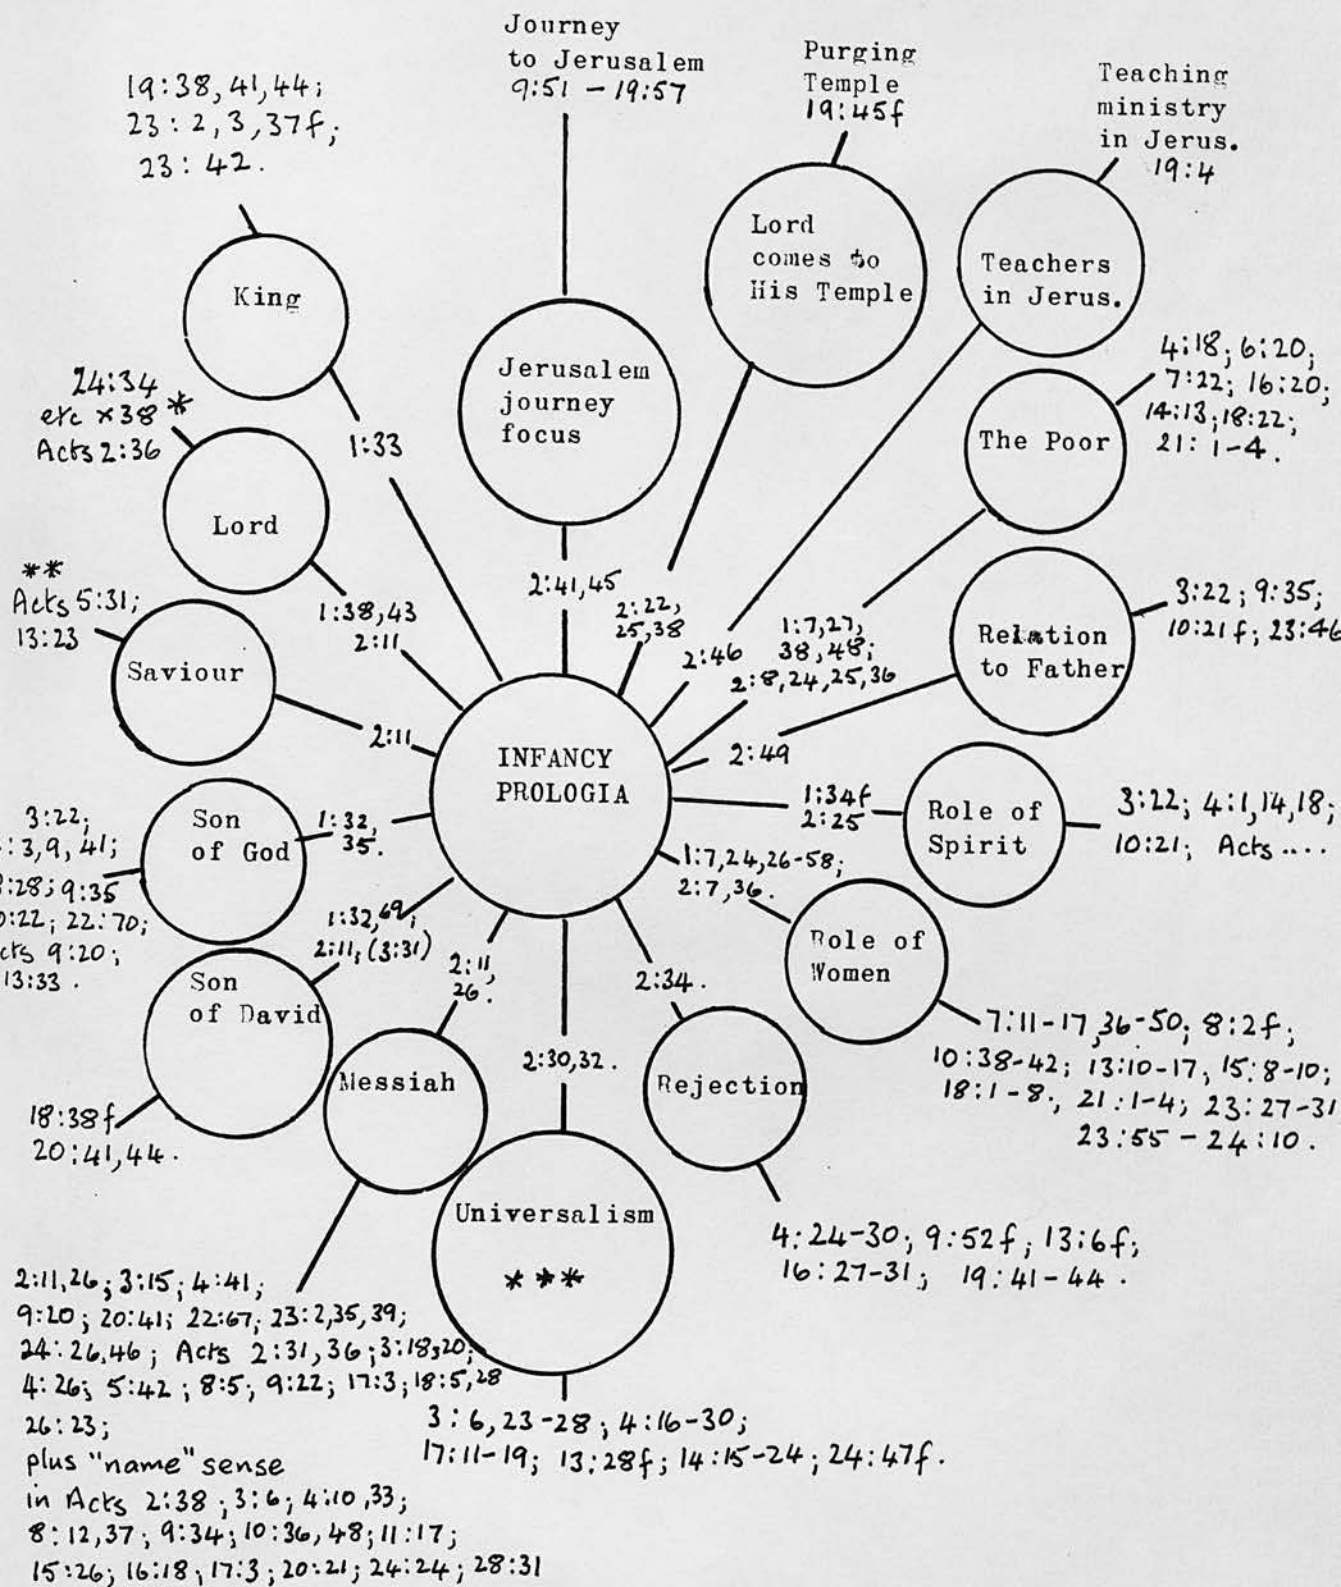 Journey
to Jerusalem
9:51 - 19:57
Purging
Temple
19:45f
Teaching
ministry
in Jerus.
19:4
19:38,41,44;
23:2,3,37f;
23:42.
King
1:33
Jerusalem
journey
focus
2:41,45
Lord
comes to
His Temple
2:22,
25,38
Teachers
in Jerus.
2:46
24:34
etc x38 *
Acts 2:36
Lord
1:38,43
2:11
4:18; 6:20;
7:22; 16:20;
14:13; 18:22;
21:1-4.
The Poor
1:7,27,
38,48;
2:8,24,25,36
**
Acts 5:31;
13:23
Saviour
2:11
Relation
to Father
3:22; 9:35;
10:21f; 23:46
2:49
INFANCY
PROLOGIA
3:22;
:3,9,41;
:28; 9:35
0:22; 22:70;
cts 9:20;
13:33.
Son
of God
1:32,
35.
1:34f
2:25
Role of
Spirit
3:22; 4:1,14,18;
10:21; Acts....
Son
of David
1:32,69;
2:11,(3:31)
18:38f
20:41,44.
1:7,24,26-58;
2:7,36.
Role of
Women
7:11-17,36-50; 8:2f;
10:38-42; 13:10-17; 15:8-10;
18:1-8., 21:1-4; 23:27-31
23:55 - 24:10.
Messiah
2:11,
26.
2:30,32.
2:34.
Rejection
4:24-30; 9:52f; 13:6f;
16:27-31; 19:41-44.
Universalism
***
2:11,26; 3:15; 4:41;
9:20; 20:41; 22:67; 23:2,35,39;
24:26,46; Acts 2:31,36; 3:18,20;
4:26; 5:42; 8:5; 9:22; 17:3; 18:5,28
26:23;
plus "name" sense
in Acts 2:38; 3:6; 4:10,33;
8:12,37; 9:34; 10:36,48; 11:17;
15:26; 16:18; 17:3; 20:21; 24:24; 28:31
3:6,23-28; 4:16-30;
17:11-19; 13:28f; 14:15-24; 24:47f.